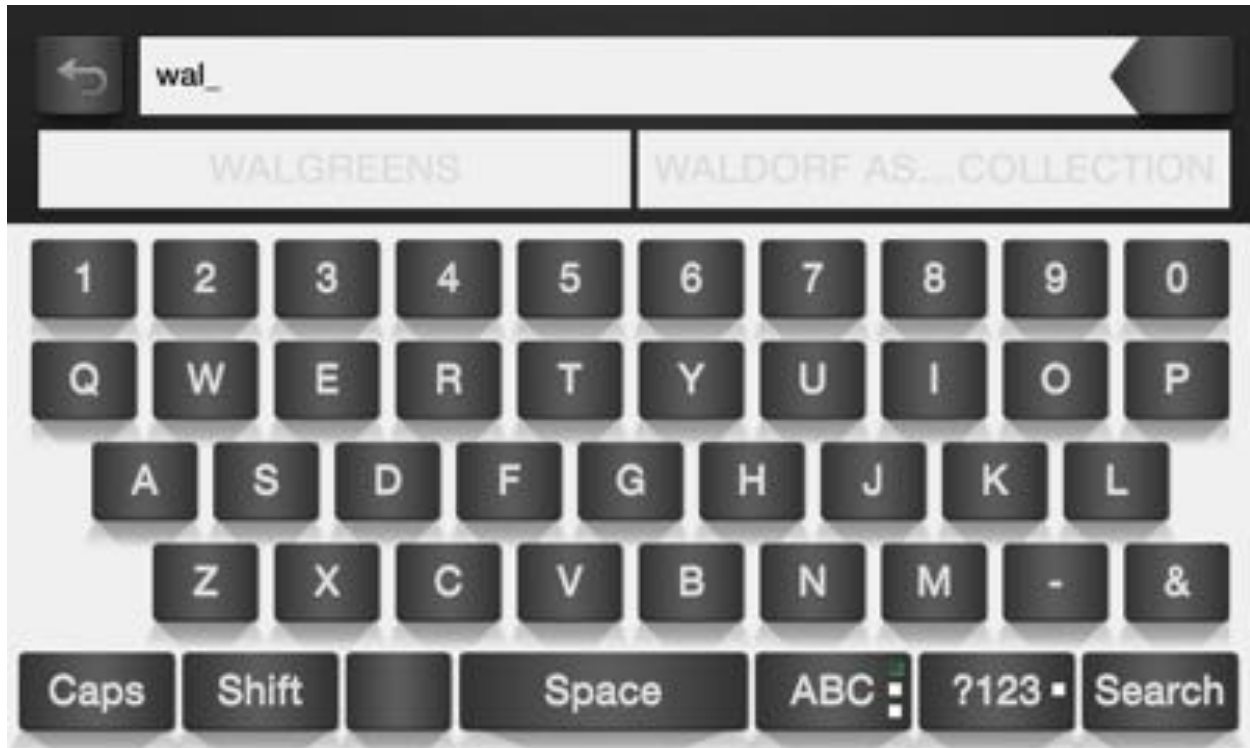 wal_
WALGREENS WALDORF AS...COLLECTION
1 2 3 4 5 6 7 8 9 0
Q W E R T Y U I O P
A S D F G H J K L
Z X C V B N M - &
Caps Shift Space ABC ?123 Search